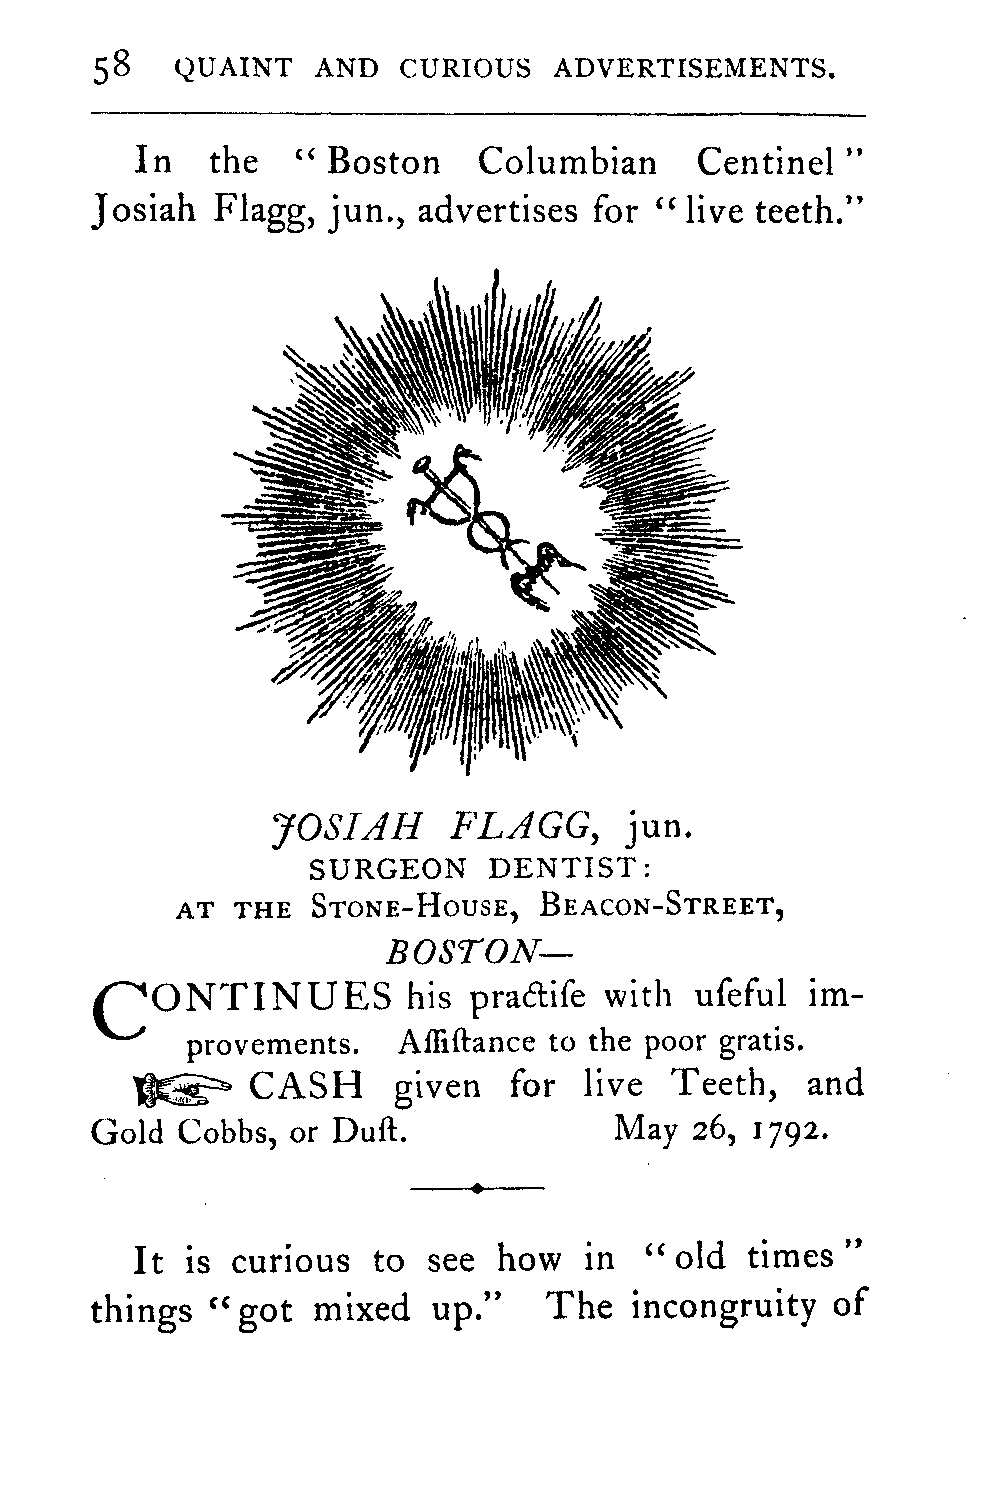 58 QUAINT AND CURIOUS ADVERTISEMENTS.
In the “Boston Columbian Centinel”
Josiah Flagg, jun., advertises for “live teeth.”
JOSIAH FLAGG, jun.
SURGEON DENTIST:
AT THE STONE-HOUSE, BEACON-STREET,
BOSTON—
CONTINUES his practiſe with uſeful im-
provements. Aſſiſtance to the poor gratis.
☞ CASH given for live Teeth, and
Gold Cobbs, or Duſt. May 26, 1792.
It is curious to see how in “old times”
things “got mixed up.” The incongruity of